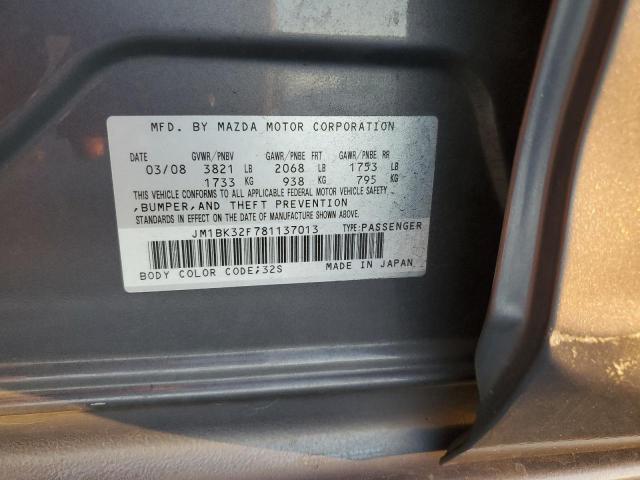 MFD. BY MAZDA MOTOR CORPORATION
GVWR/PNBV GAWR/PNBE FRT GAWR/PNBE RR
03/08 3821 LB 2068 LB 1753 LB
1733 KG 938 KG 795 KG
THIS VEHICLE CONFORMS TO ALL APPLICABLE FEDERAL MOTOR VEHICLE SAFETY
,BUMPER,AND THEFT PREVENTION
STANDARDS IN EFFECT ON THE DATE OF MANUFACTURE SHOWN ABOVE.
JM1BK32F781137013 TYPE:PASSENGER
BODY COLOR CODE;32S MADE IN JAPAN